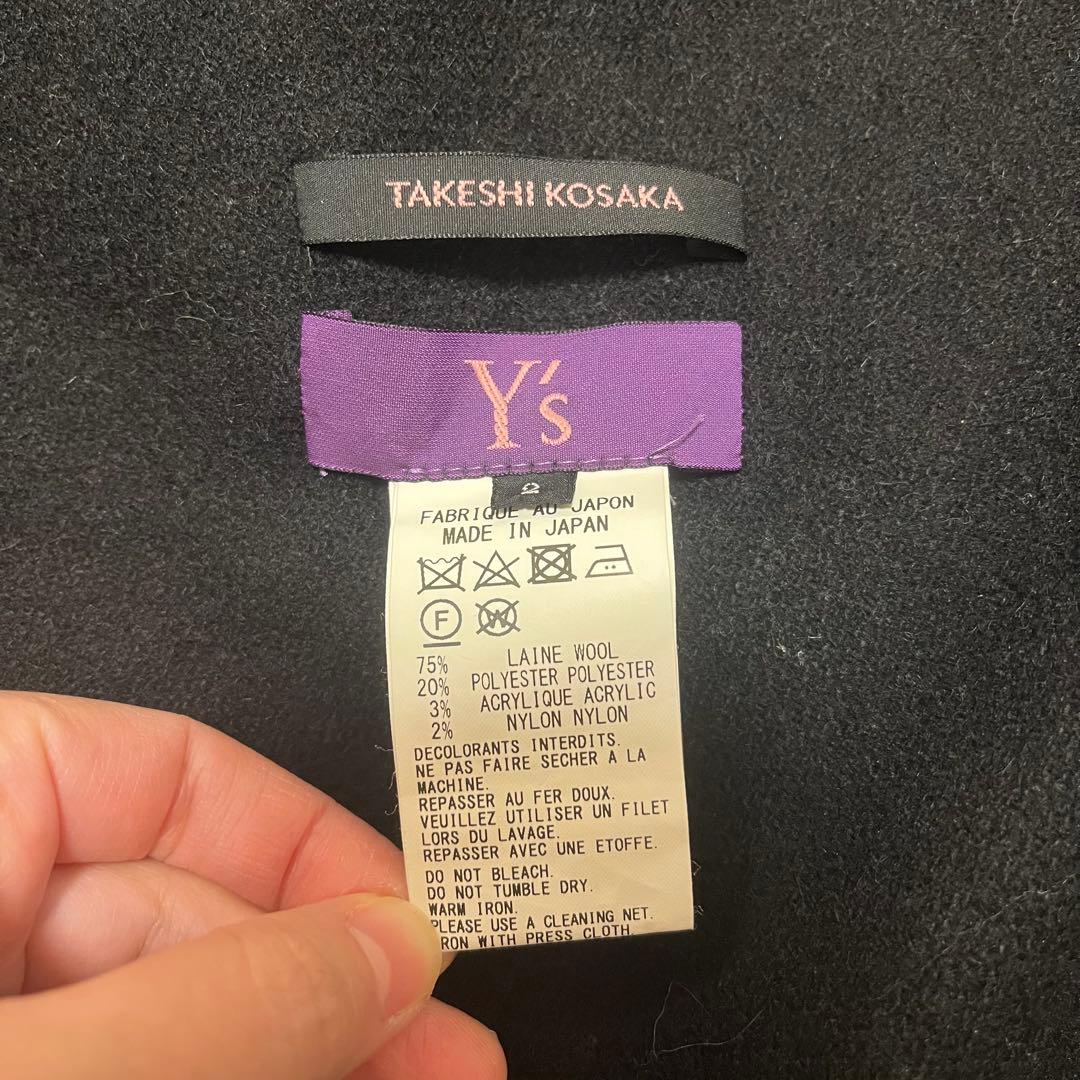 TAKESHI KOSAKA
Y's
2
FABRIQUE AU JAPON
MADE IN JAPAN
F
W
75% LAINE WOOL
20% POLYESTER POLYESTER
3% ACRYLIQUE ACRYLIC
2% NYLON NYLON
DECOLORANTS INTERDITS.
NE PAS FAIRE SECHER A LA
MACHINE.
REPASSER AU FER DOUX.
VEUILLEZ UTILISER UN FILET
LORS DU LAVAGE.
REPASSER AVEC UNE ETOFFE.
DO NOT BLEACH.
DO NOT TUMBLE DRY.
WARM IRON.
PLEASE USE A CLEANING NET.
RON WITH PRESS CLOTH.